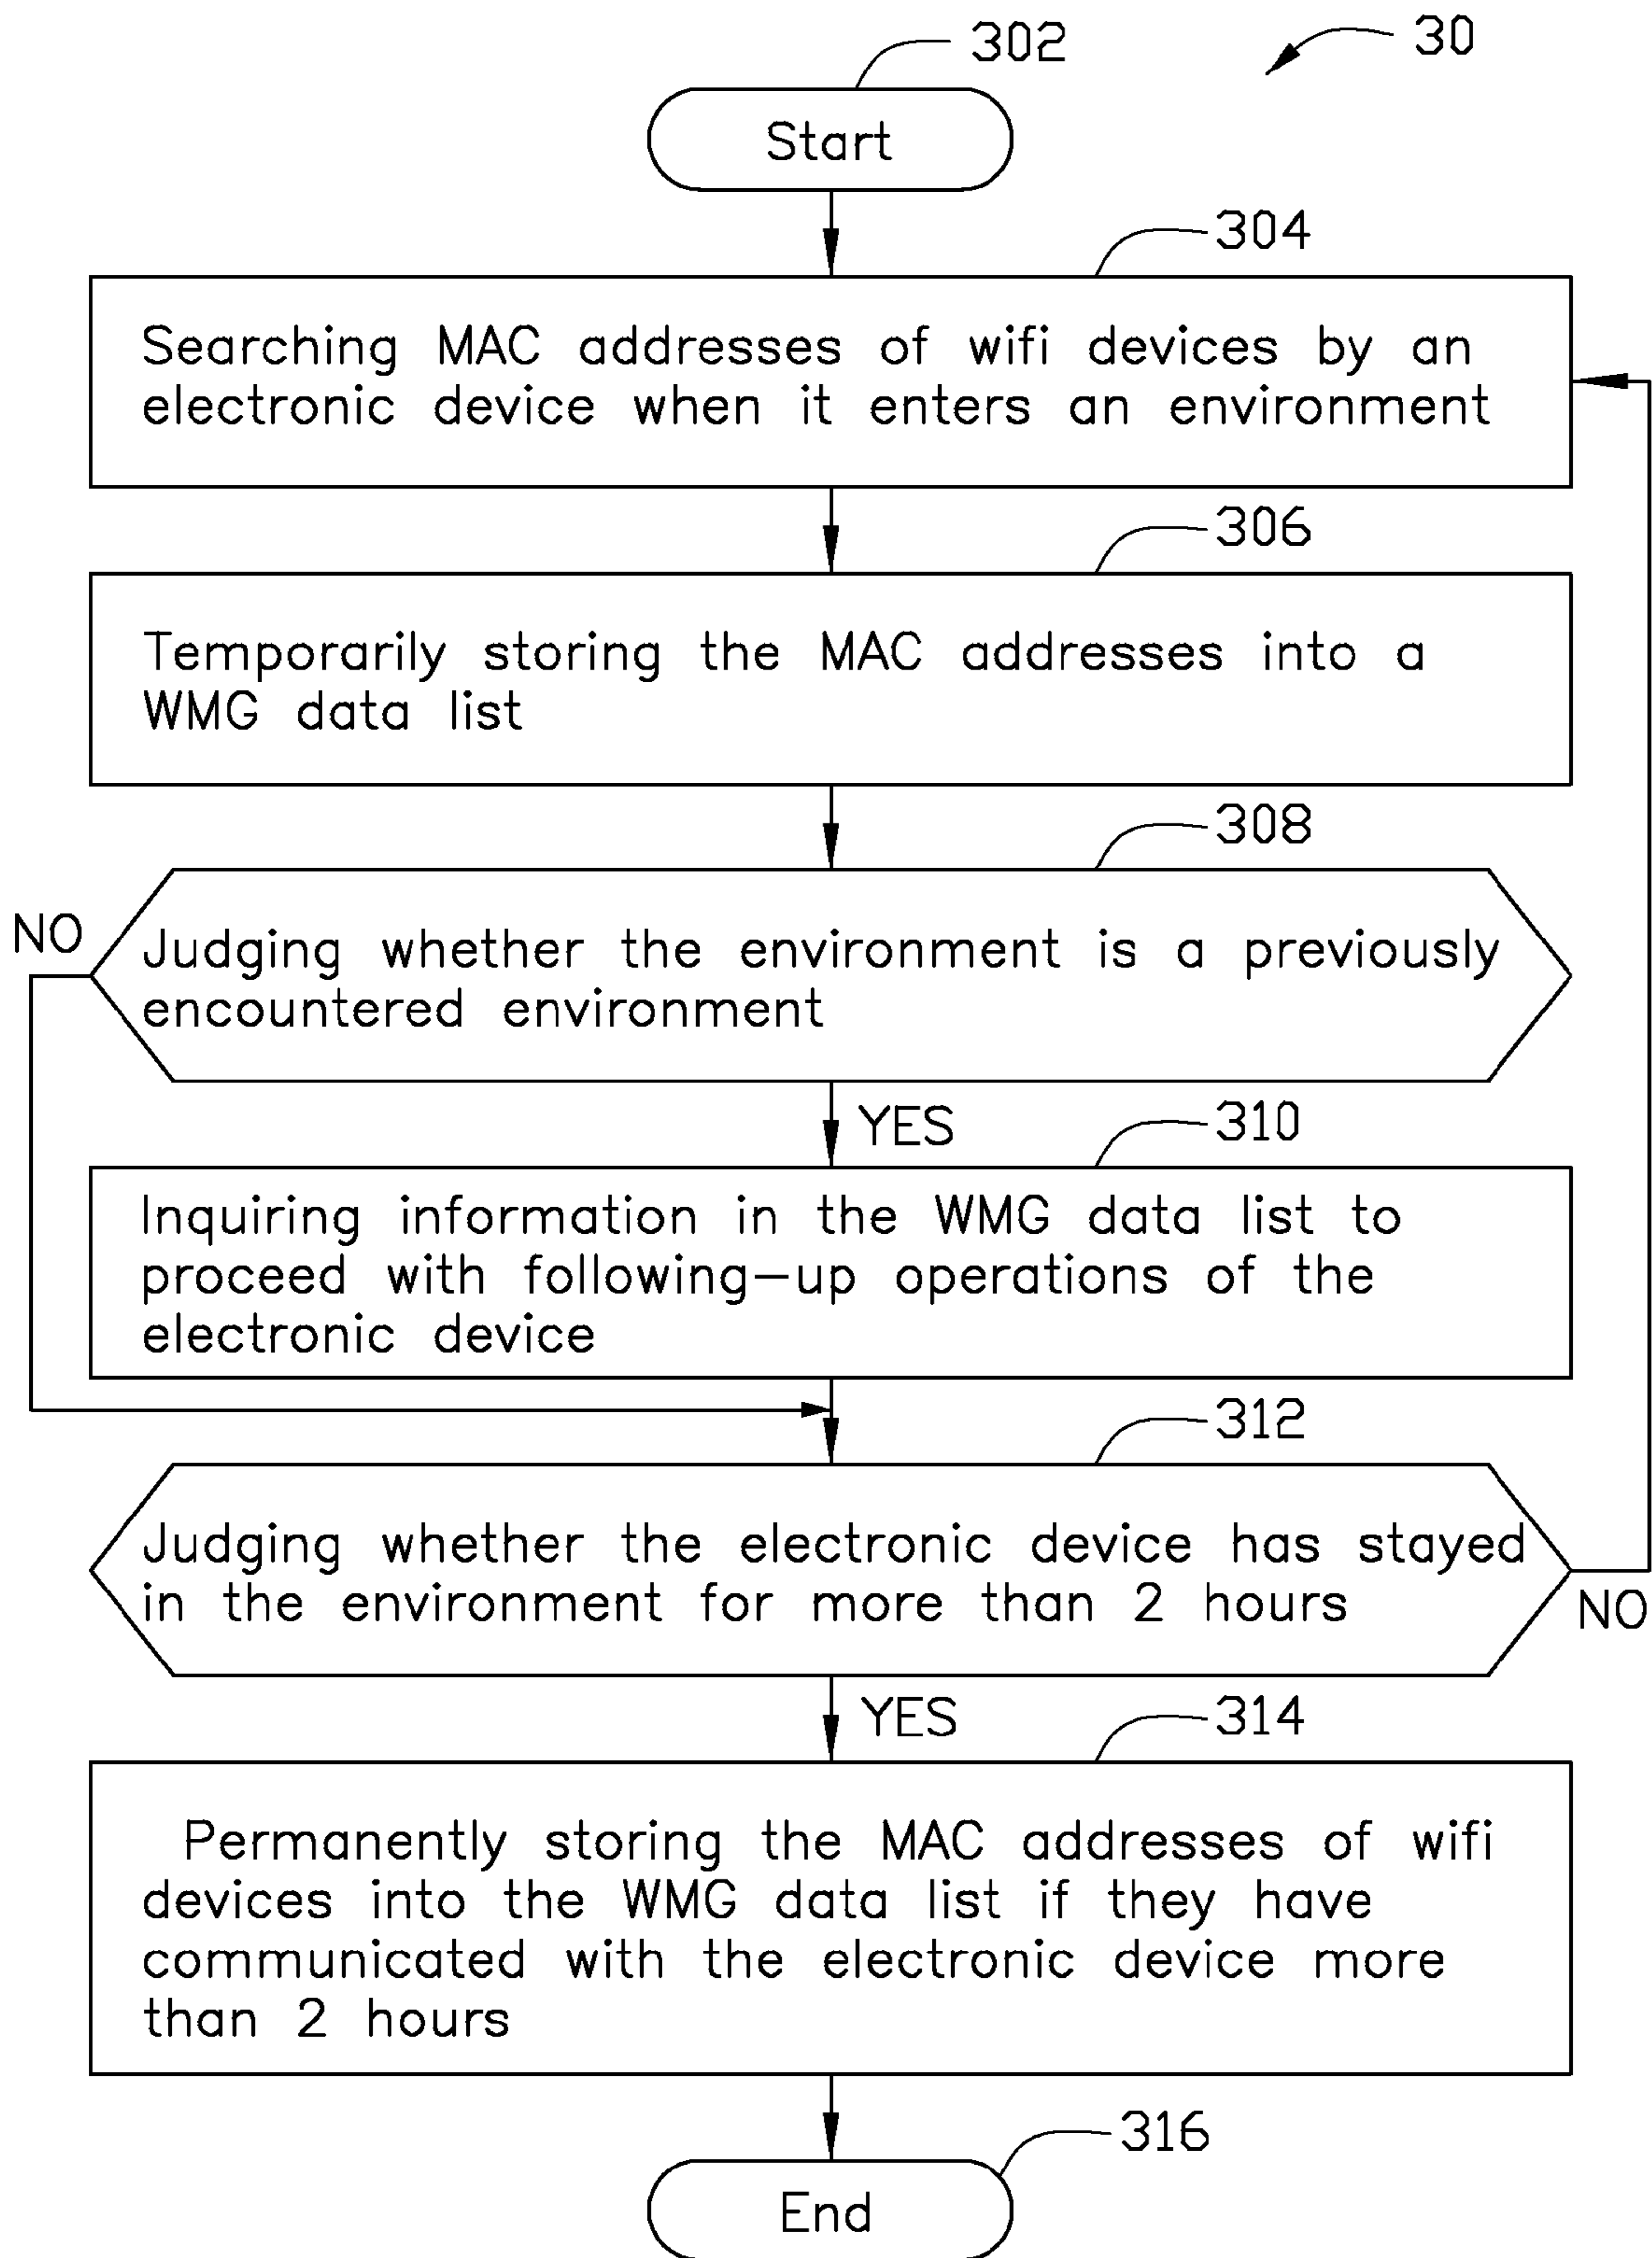 302
30
Start
304
Searching MAC addresses of wifi devices by an
electronic device when it enters an environment
306
Temporarily storing the MAC addresses into a
WMG data list
308
NO
Judging whether the environment is a previously
encountered environment
YES
310
Inquiring information in the WMG data list to
proceed with following-up operations of the
electronic device
312
Judging whether the electronic device has stayed
in the environment for more than 2 hours
NO
YES
314
Permanently storing the MAC addresses of wifi
devices into the WMG data list if they have
communicated with the electronic device more
than 2 hours
316
End